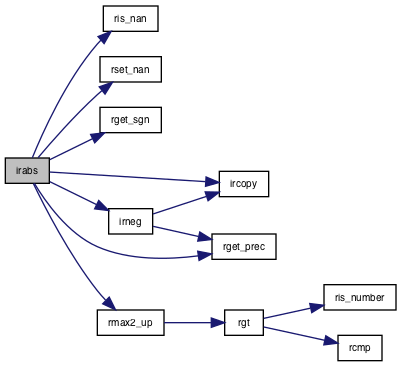 ris_nan
rset_nan
rget_sgn
irabs
ircopy
irneg
rget_prec
ris_number
rmax2_up
rgt
rcmp